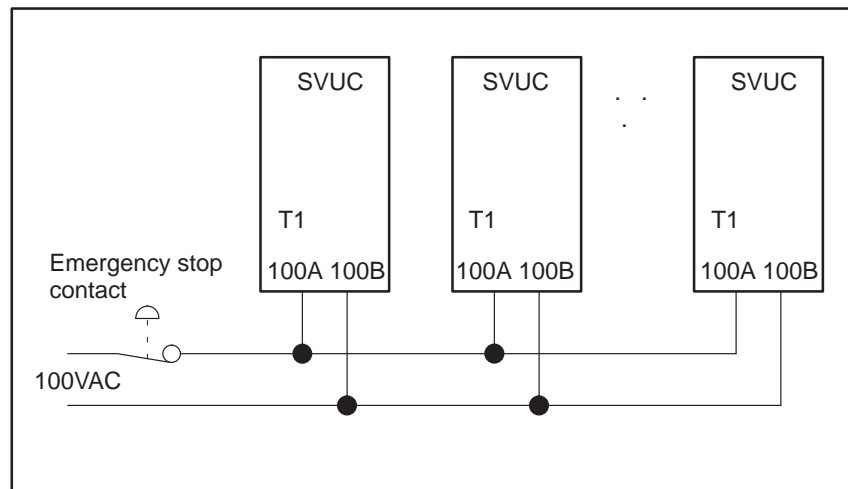 SVUC SVUC SVUC
T1 T1 T1
Emergency stop
contact
100A 100B 100A 100B 100A 100B
100VAC